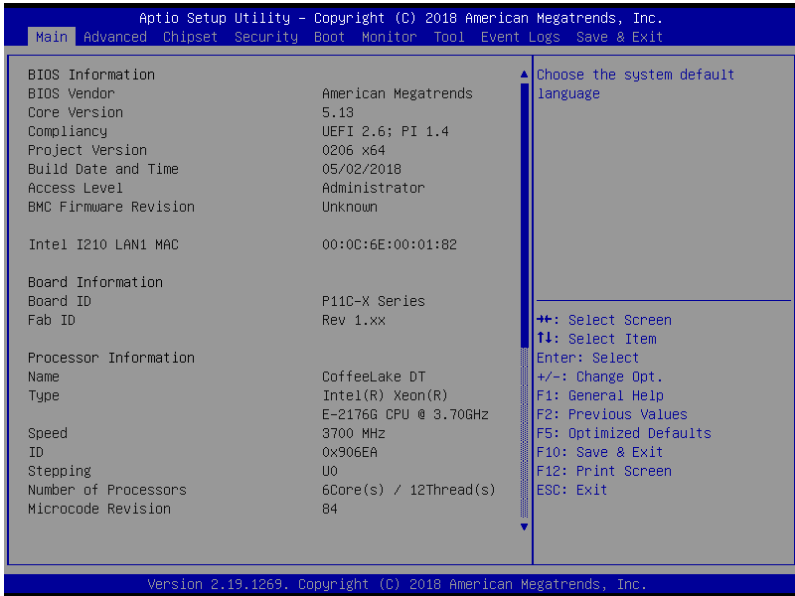 Aptio Setup Utility – Copyright (C) 2018 American Megatrends, Inc.
Main Advanced Chipset Security Boot Monitor Tool Event Logs Save & Exit
BIOS Information
BIOS Vendor American Megatrends
Core Version 5.13
Compliancy UEFI 2.6; PI 1.4
Project Version 0206 x64
Build Date and Time 05/02/2018
Access Level Administrator
BMC Firmware Revision Unknown
Intel I210 LAN1 MAC 00:0C:6E:00:01:82
Board Information
Board ID P11C-X Series
Fab ID Rev 1.xx
Processor Information
Name CoffeeLake DT
Type Intel(R) Xeon(R)
E-2176G CPU @ 3.70GHz
Speed 3700 MHz
ID 0x906EA
Stepping U0
Number of Processors 6Core(s) / 12Thread(s)
Microcode Revision 84
Choose the system default
language
→←: Select Screen
↑↓: Select Item
Enter: Select
+/-: Change Opt.
F1: General Help
F2: Previous Values
F5: Optimized Defaults
F10: Save & Exit
F12: Print Screen
ESC: Exit
Version 2.19.1269. Copyright (C) 2018 American Megatrends, Inc.